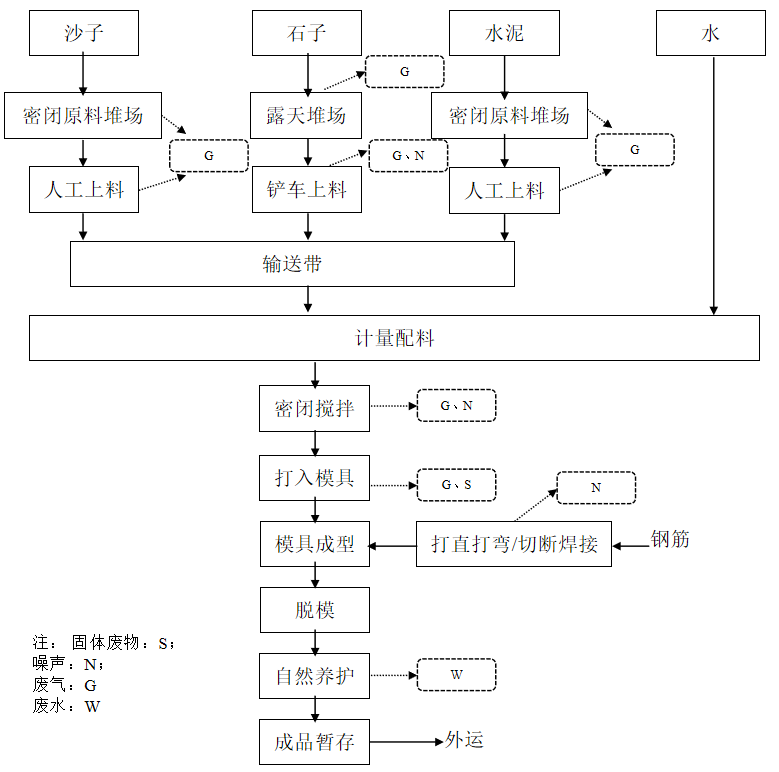 沙子
石子
水泥
水
G
密闭原料堆场
露天堆场
密闭原料堆场
G
G、N
G
人工上料
铲车上料
人工上料
输送带
计量配料
密闭搅拌
G、N
打入模具
G、S
N
模具成型
打直打弯/切断焊接
钢筋
脱模
注： 固体废物：S；
噪声：N；
废气：G
废水：W
自然养护
W
成品暂存
外运